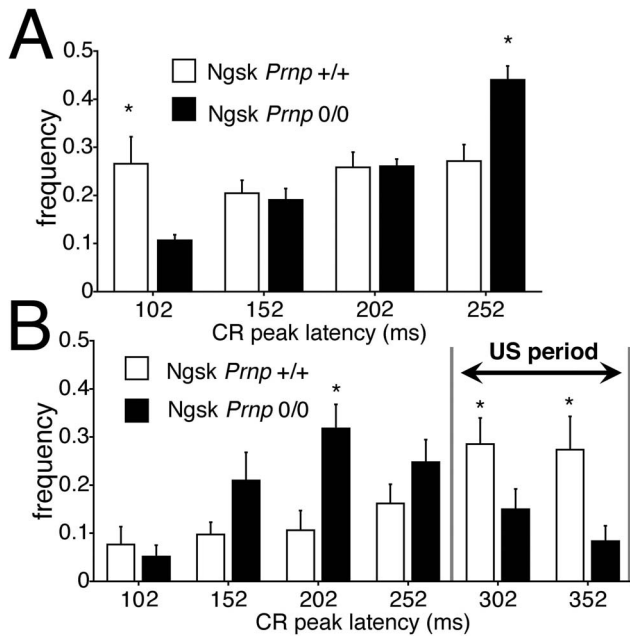 A
0.5
0.4
0.3
0.2
0.1
0
frequency
Ngsk Prnp +/+
Ngsk Prnp 0/0
*
*
102 152 202 252
CR peak latency (ms)
B
0.5
0.4
0.3
0.2
0.1
0
frequency
Ngsk Prnp +/+
Ngsk Prnp 0/0
US period
*
*
*
102 152 202 252 302 352
CR peak latency (ms)